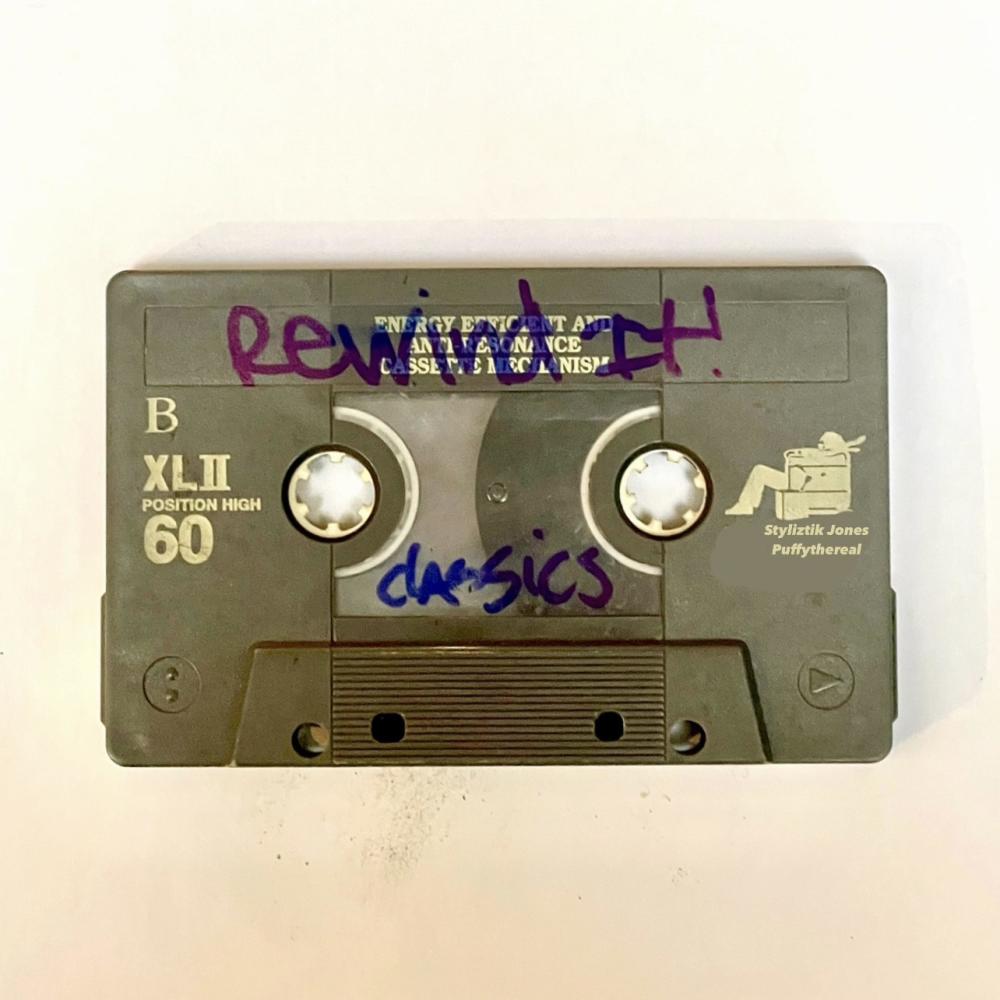 Rewind It!
ENERGY EFFICIENT AND
ANTI-RESONANCE
CASSETTE MECHANISM
B
XLII
POSITION HIGH
60
Styliztik Jones
Puffythereal
classics